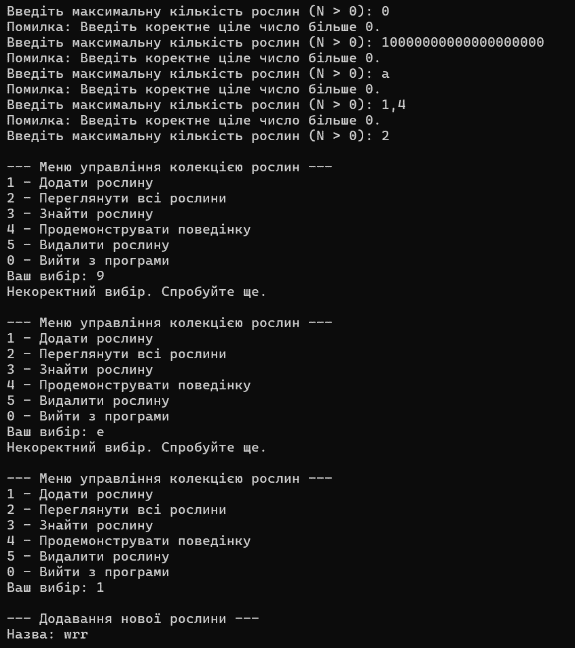 Введіть максимальну кількість рослин (N > 0): 0
Помилка: Введіть коректне ціле число більше 0.
Введіть максимальну кількість рослин (N > 0): 10000000000000000000
Помилка: Введіть коректне ціле число більше 0.
Введіть максимальну кількість рослин (N > 0): a
Помилка: Введіть коректне ціле число більше 0.
Введіть максимальну кількість рослин (N > 0): 1,4
Помилка: Введіть коректне ціле число більше 0.
Введіть максимальну кількість рослин (N > 0): 2
--- Меню управління колекцією рослин ---
1 - Додати рослину
2 - Переглянути всі рослини
3 - Знайти рослину
4 - Продемонструвати поведінку
5 - Видалити рослину
0 - Вийти з програми
Ваш вибір: 9
Некоректний вибір. Спробуйте ще.
--- Меню управління колекцією рослин ---
1 - Додати рослину
2 - Переглянути всі рослини
3 - Знайти рослину
4 - Продемонструвати поведінку
5 - Видалити рослину
0 - Вийти з програми
Ваш вибір: e
Некоректний вибір. Спробуйте ще.
--- Меню управління колекцією рослин ---
1 - Додати рослину
2 - Переглянути всі рослини
3 - Знайти рослину
4 - Продемонструвати поведінку
5 - Видалити рослину
0 - Вийти з програми
Ваш вибір: 1
--- Додавання нової рослини ---
Назва: wrr